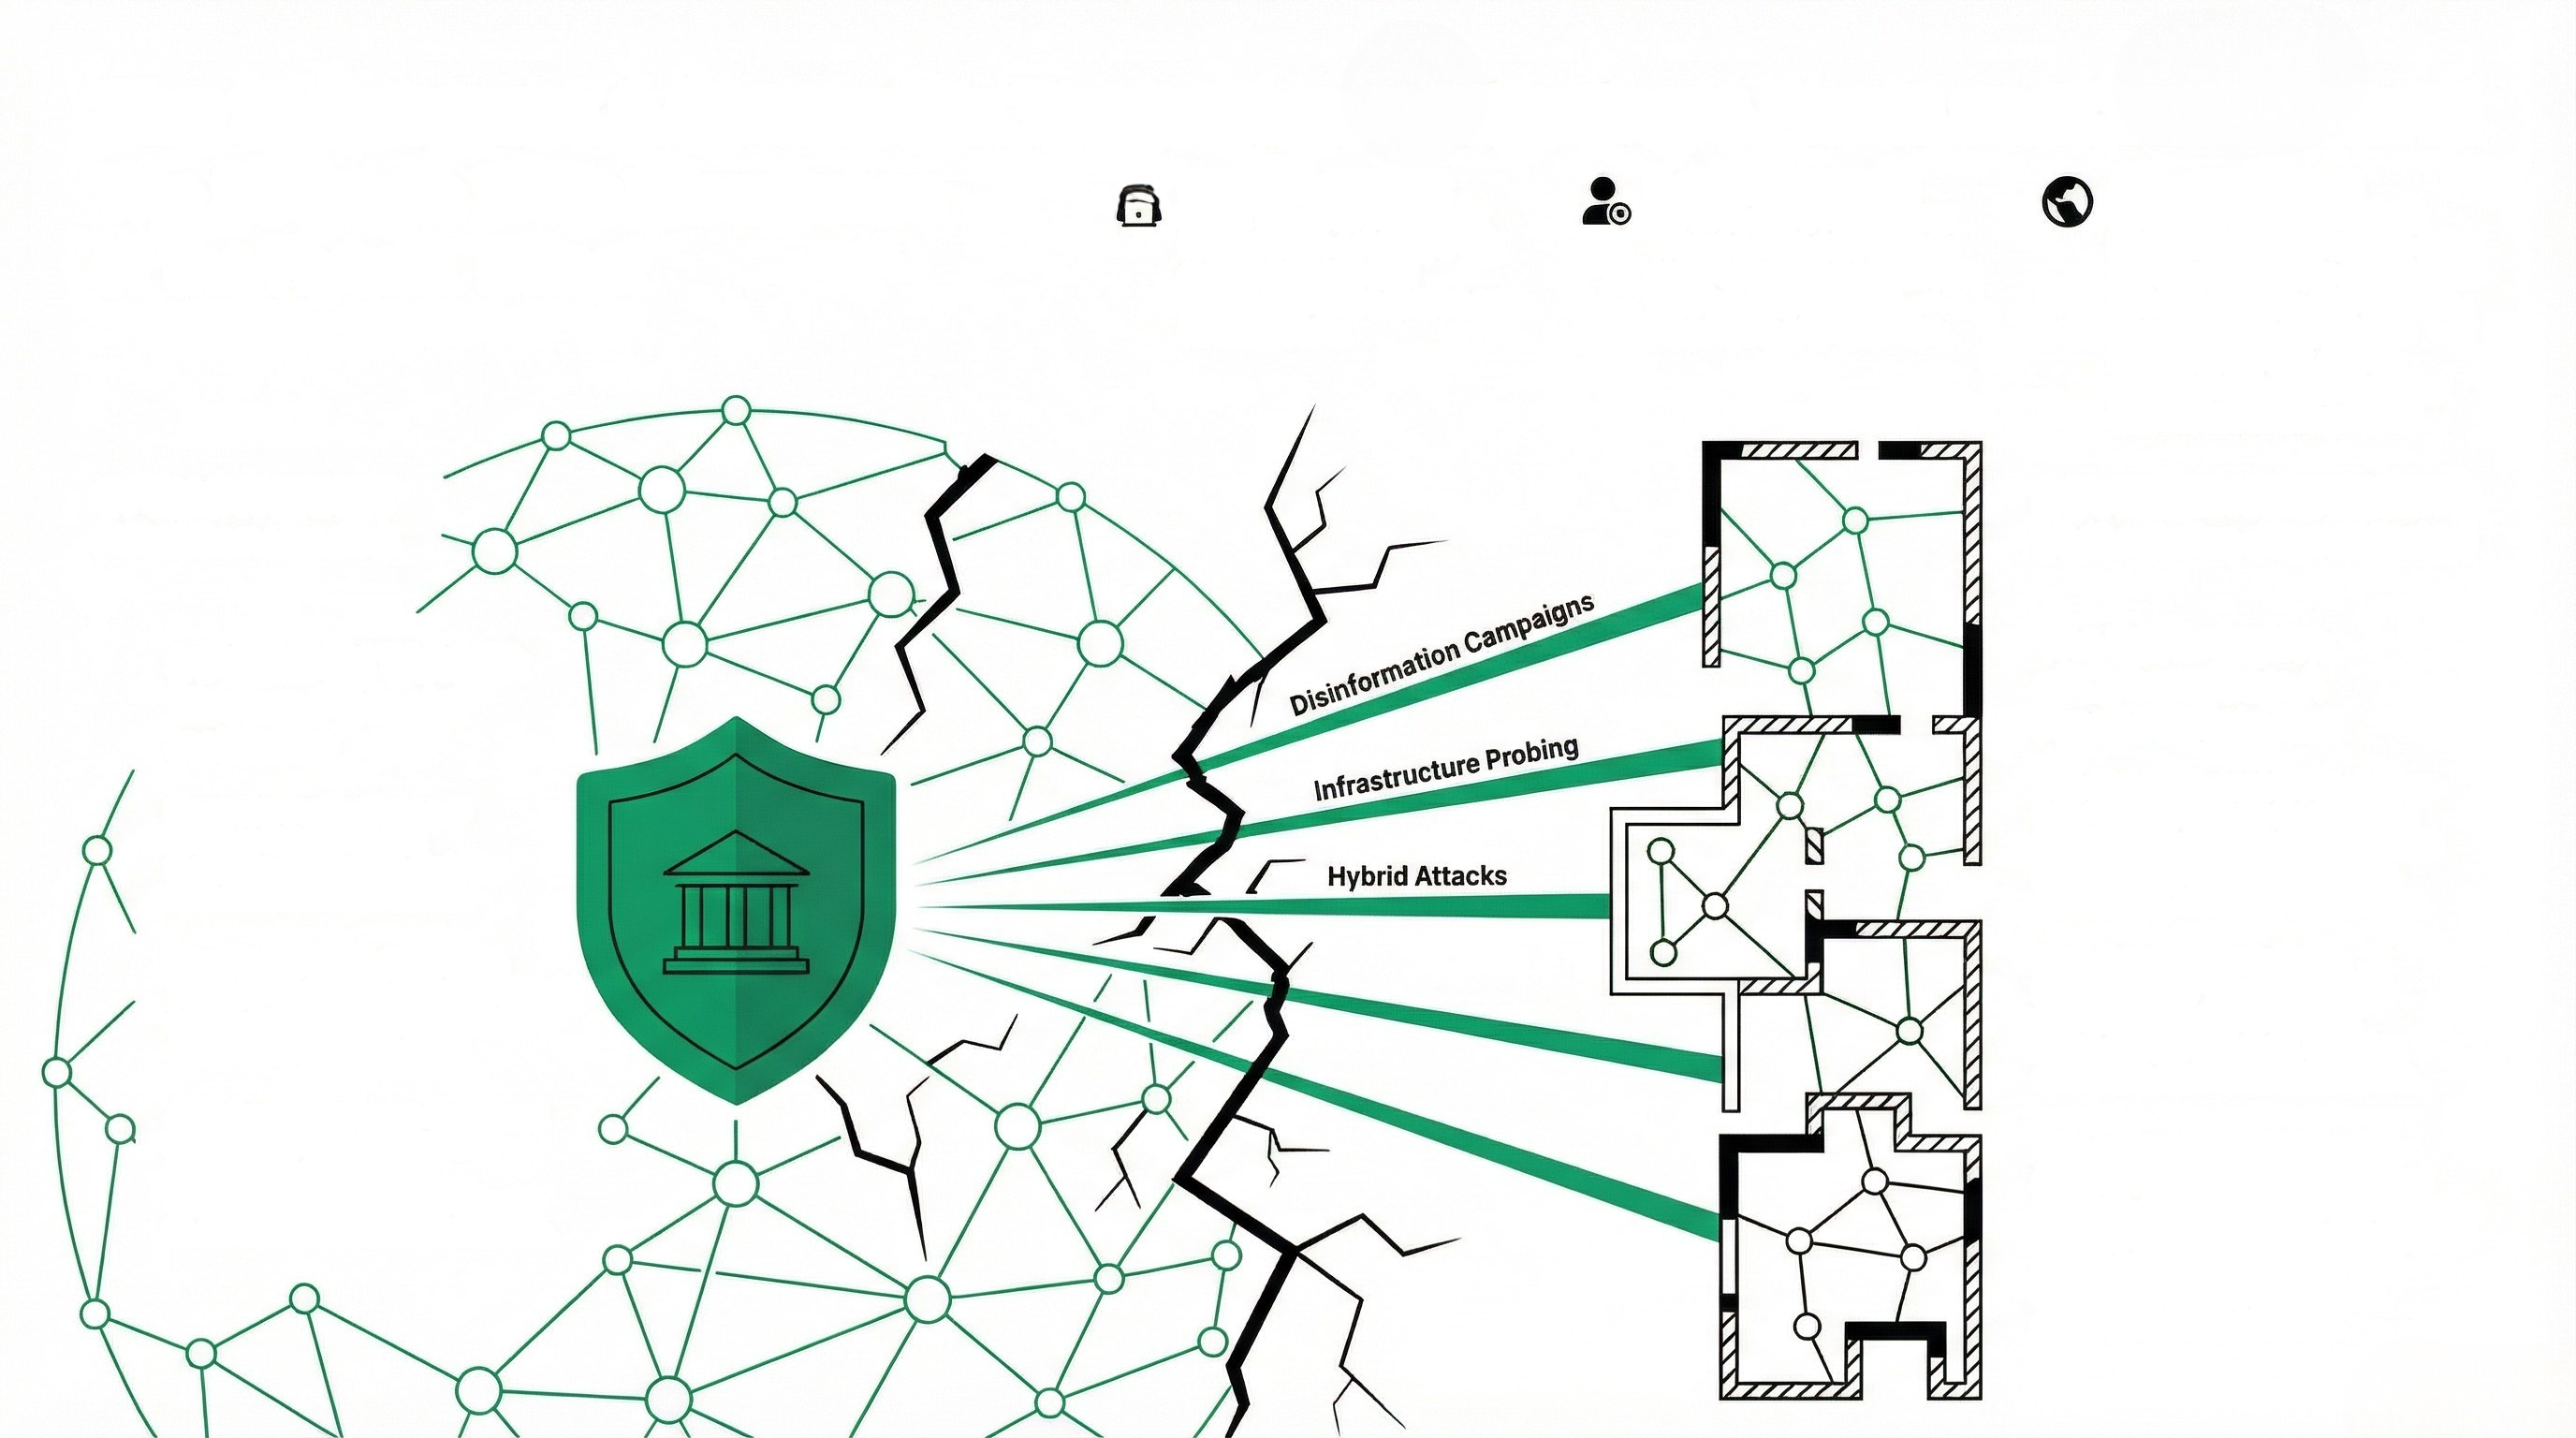 Disinformation Campaigns
Infrastructure Probing
Hybrid Attacks